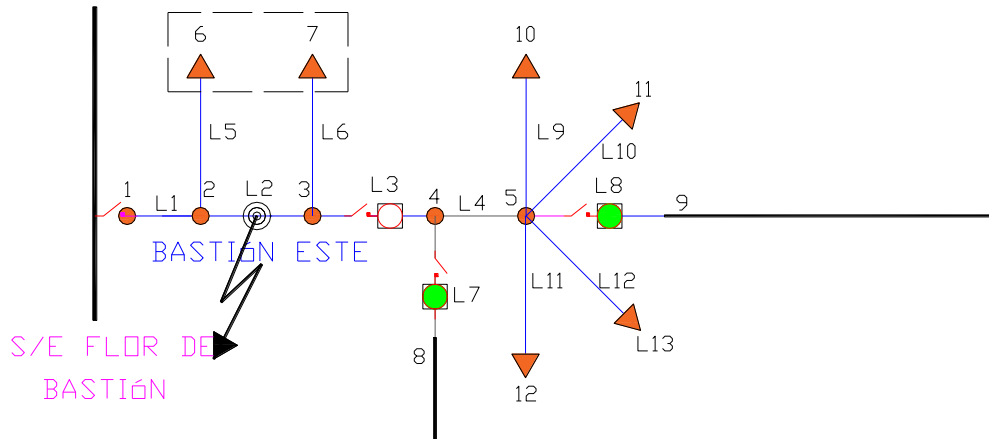 6 7 10
11
L5 L6 L9
L10
1 L1 2 L2 3 L3 4 L4 5 L8 9
BASTIóN ESTE
L7 L11 L12
S/E FLOR DE
BASTIóN
8 L13
12